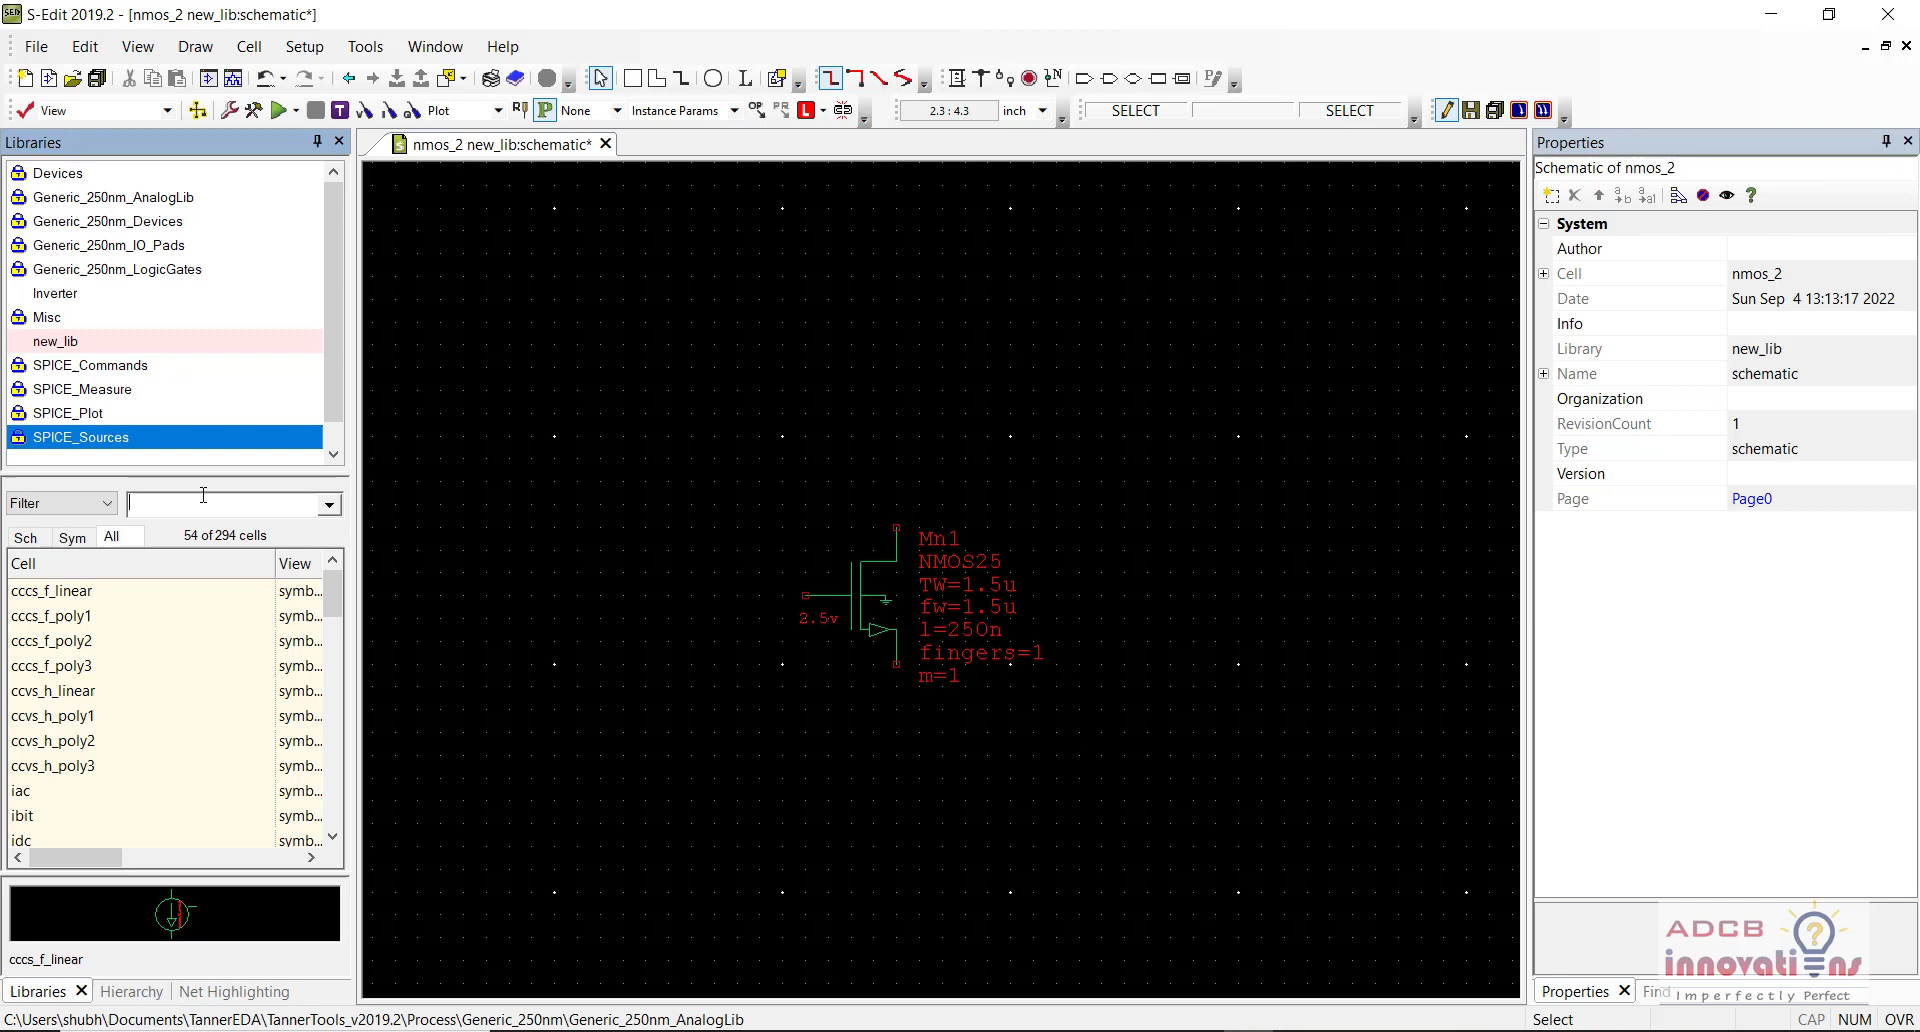 S-Edit 2019.2 - [nmos_2 new_lib:schematic*]
File Edit View Draw Cell Setup Tools Window Help
View Plot None Instance Params 2.3 : 4.3 inch SELECT SELECT
Libraries
Devices
Generic_250nm_AnalogLib
Generic_250nm_Devices
Generic_250nm_IO_Pads
Generic_250nm_LogicGates
Inverter
Misc
new_lib
SPICE_Commands
SPICE_Measure
SPICE_Plot
SPICE_Sources
Filter
Sch Sym All 54 of 294 cells
Cell View
cccs_f_linear symb...
cccs_f_poly1 symb...
cccs_f_poly2 symb...
cccs_f_poly3 symb...
ccvs_h_linear symb...
ccvs_h_poly1 symb...
ccvs_h_poly2 symb...
ccvs_h_poly3 symb...
iac symb...
ibit symb...
idc symb...
cccs_f_linear
Libraries Hierarchy Net Highlighting
nmos_2 new_lib:schematic*
Mn1
NMOS25
TW=1.5u
fw=1.5u
l=250n
fingers=1
m=1
2.5v
Properties
Schematic of nmos_2
System
Author
Cell nmos_2
Date Sun Sep 4 13:13:17 2022
Info
Library new_lib
Name schematic
Organization
RevisionCount 1
Type schematic
Version
Page Page0
ADCB
innovations
Imperfectly Perfect
Properties Find
C:\Users\shubh\Documents\TannerEDA\TannerTools_v2019.2\Process\Generic_250nm\Generic_250nm_AnalogLib
Select CAP NUM OVR